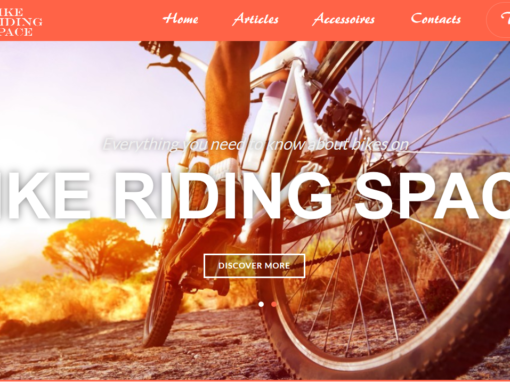 IKE
RIDING
PACE
Home Articles Accessoires Contacts
Everything you need to know about bikes on
IKE RIDING SPAC
DISCOVER MORE